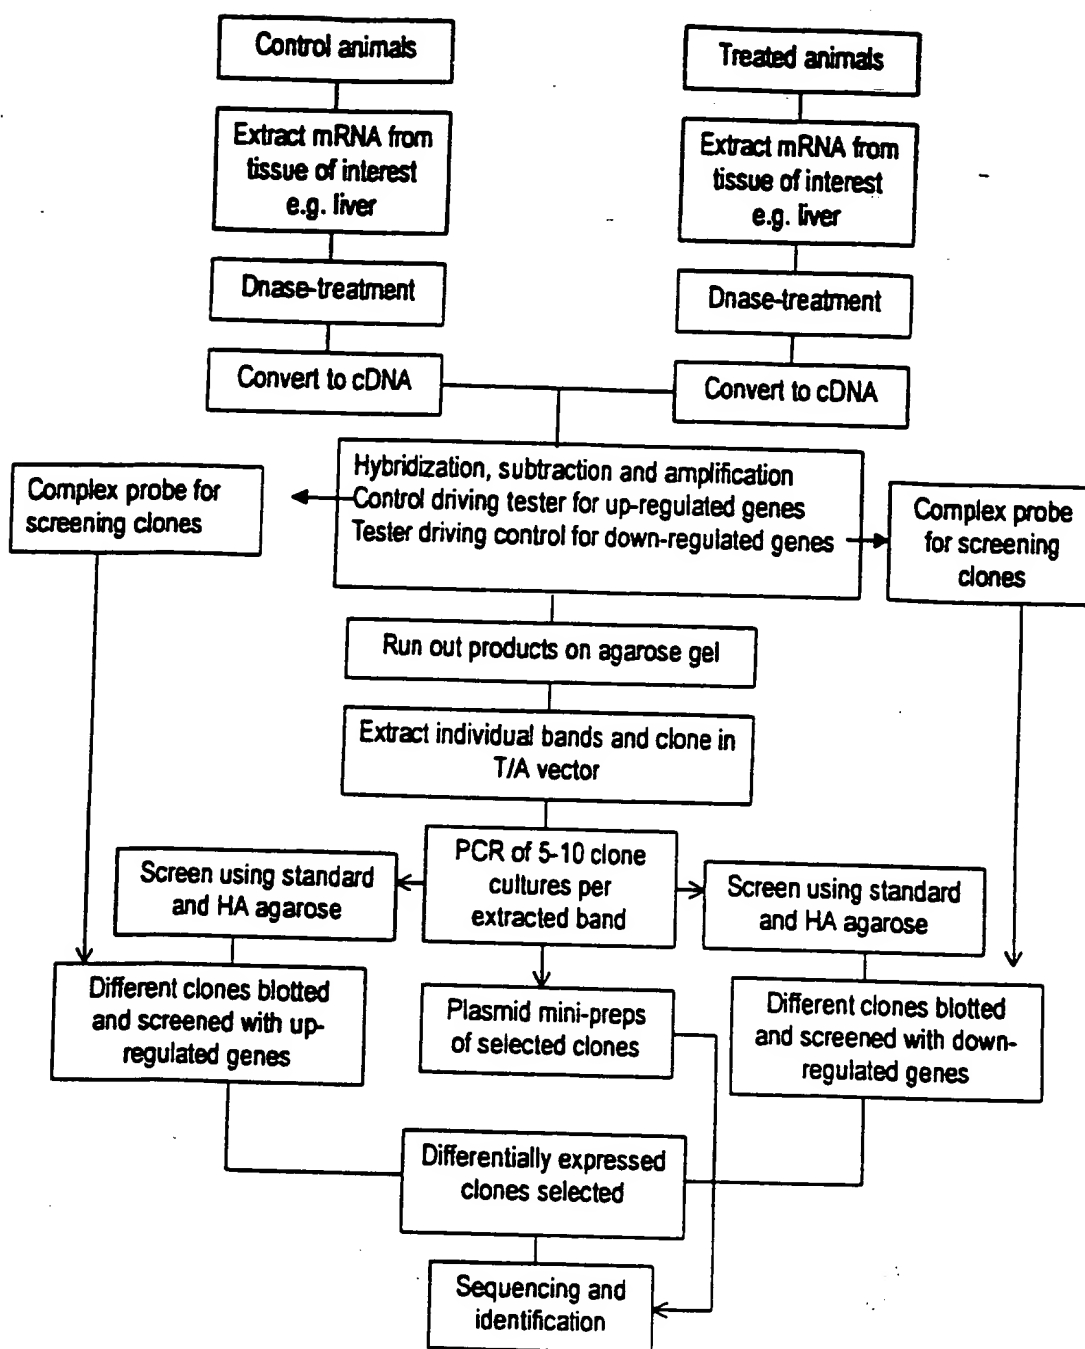 Control animals
Treated animals
Extract mRNA from
tissue of interest
e.g. liver
Extract mRNA from
tissue of interest
e.g. liver
Dnase-treatment
Dnase-treatment
Convert to cDNA
Convert to cDNA
Hybridization, subtraction and amplification
Control driving tester for up-regulated genes
Tester driving control for down-regulated genes
Complex probe for
screening clones
Complex probe
for screening
clones
Run out products on agarose gel
Extract individual bands and clone in
T/A vector
PCR of 5-10 clone
cultures per
extracted band
Screen using standard
and HA agarose
Screen using standard
and HA agarose
Different clones blotted
and screened with up-
regulated genes
Plasmid mini-preps
of selected clones
Different clones blotted
and screened with down-
regulated genes
Differentially expressed
clones selected
Sequencing and
identification